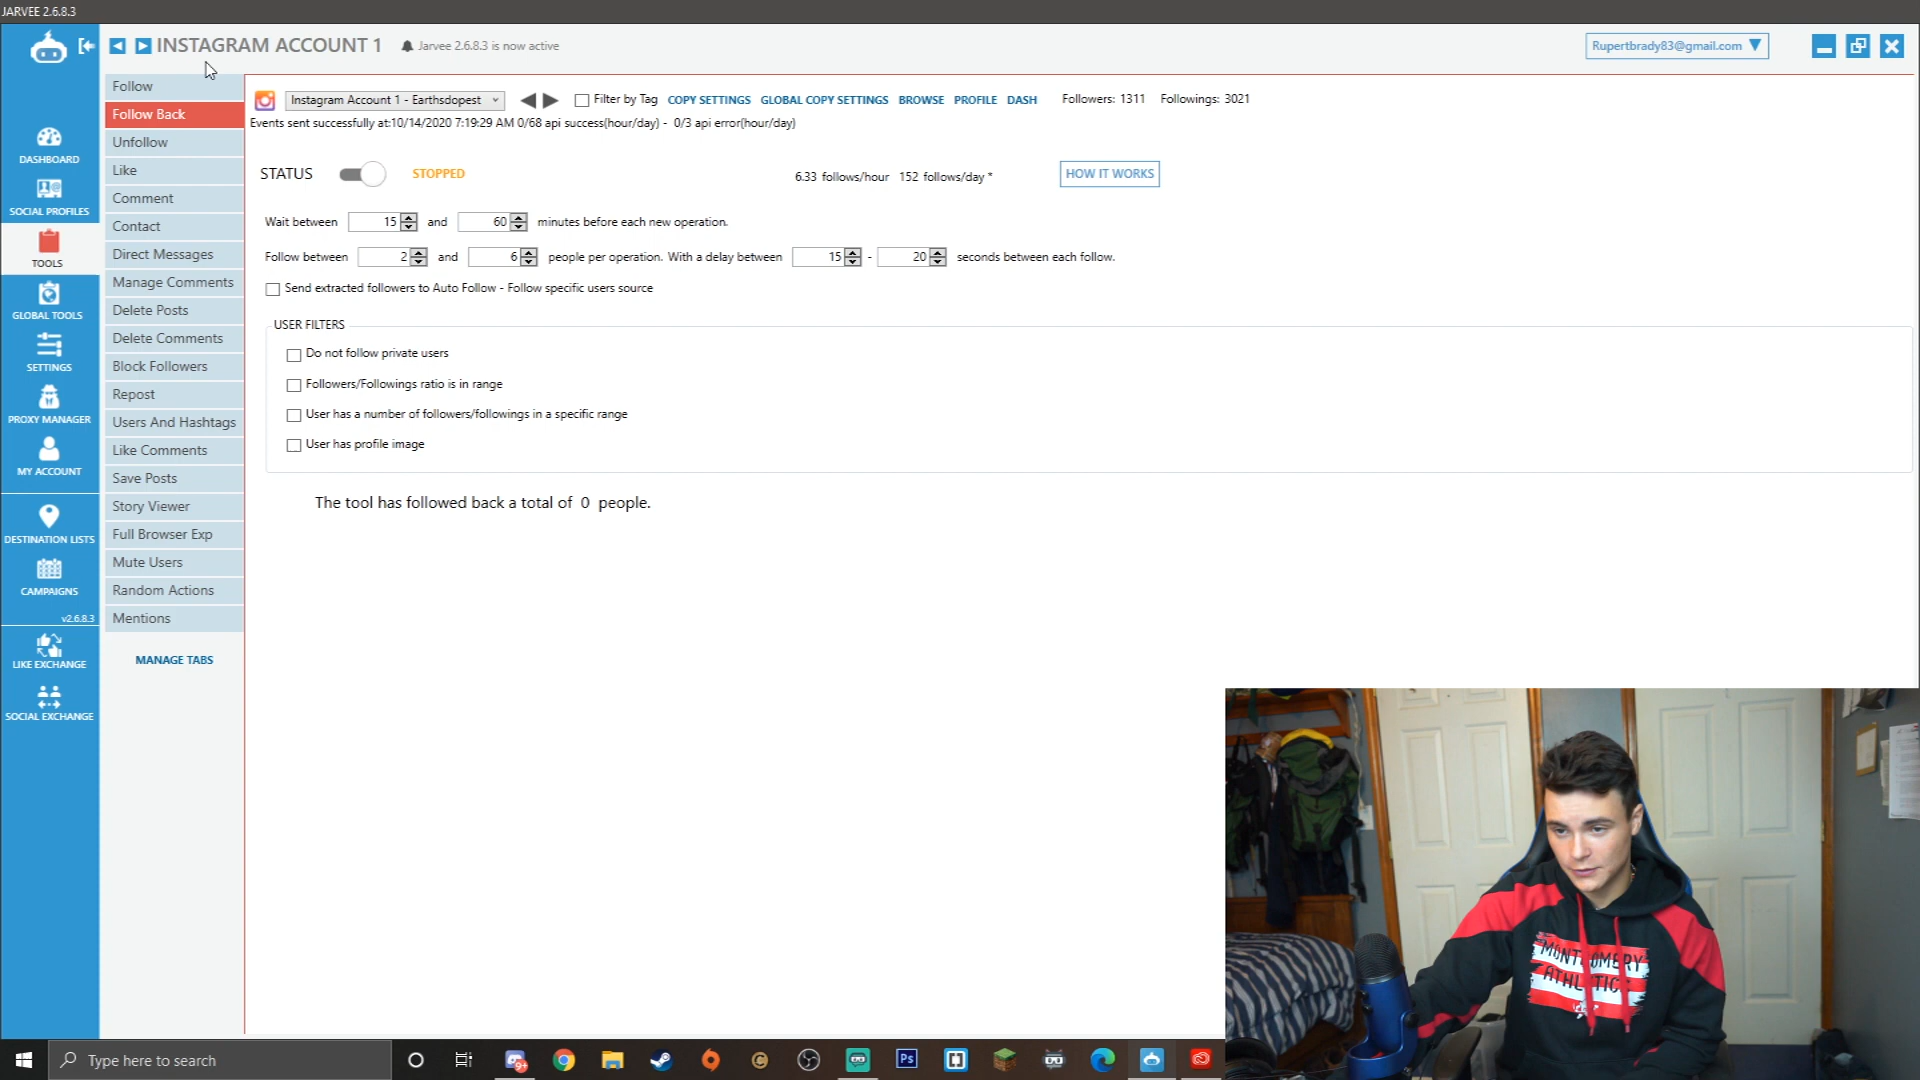 JARVEE 2.6.8.3
INSTAGRAM ACCOUNT 1
Jarvee 2.6.8.3 is now active
Rupertbrady83@gmail.com
DASHBOARD
SOCIAL PROFILES
TOOLS
GLOBAL TOOLS
SETTINGS
PROXY MANAGER
MY ACCOUNT
DESTINATION LISTS
CAMPAIGNS
v2.6.8.3
LIKE EXCHANGE
SOCIAL EXCHANGE
Follow
Follow Back
Unfollow
Like
Comment
Contact
Direct Messages
Manage Comments
Delete Posts
Delete Comments
Block Followers
Repost
Users And Hashtags
Like Comments
Save Posts
Story Viewer
Full Browser Exp
Mute Users
Random Actions
Mentions
MANAGE TABS
Instagram Account 1 - Earthsdopest
Filter by Tag COPY SETTINGS GLOBAL COPY SETTINGS BROWSE PROFILE DASH Followers: 1311 Followings: 3021
Events sent successfully at:10/14/2020 7:19:29 AM 0/68 api success(hour/day) - 0/3 api error(hour/day)
STATUS STOPPED 6.33 follows/hour 152 follows/day * HOW IT WORKS
Wait between 15 and 60 minutes before each new operation.
Follow between 2 and 6 people per operation. With a delay between 15 - 20 seconds between each follow.
Send extracted followers to Auto Follow - Follow specific users source
USER FILTERS
Do not follow private users
Followers/Followings ratio is in range
User has a number of followers/followings in a specific range
User has profile image
The tool has followed back a total of 0 people.
MONTGOMERY
ATHLETICS
Type here to search
9+
Ps